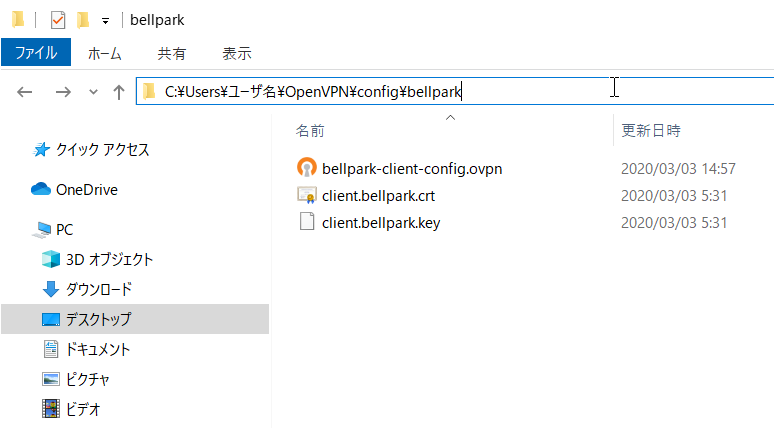 bellpark
ファイル ホーム 共有 表示
C:¥Users¥ユーザ名¥OpenVPN¥config¥bellpark
名前 更新日時
クイック アクセス
OneDrive
PC
3D オブジェクト
ダウンロード
デスクトップ
ドキュメント
ピクチャ
ビデオ
bellpark-client-config.ovpn 2020/03/03 14:57
client.bellpark.crt 2020/03/03 5:31
client.bellpark.key 2020/03/03 5:31